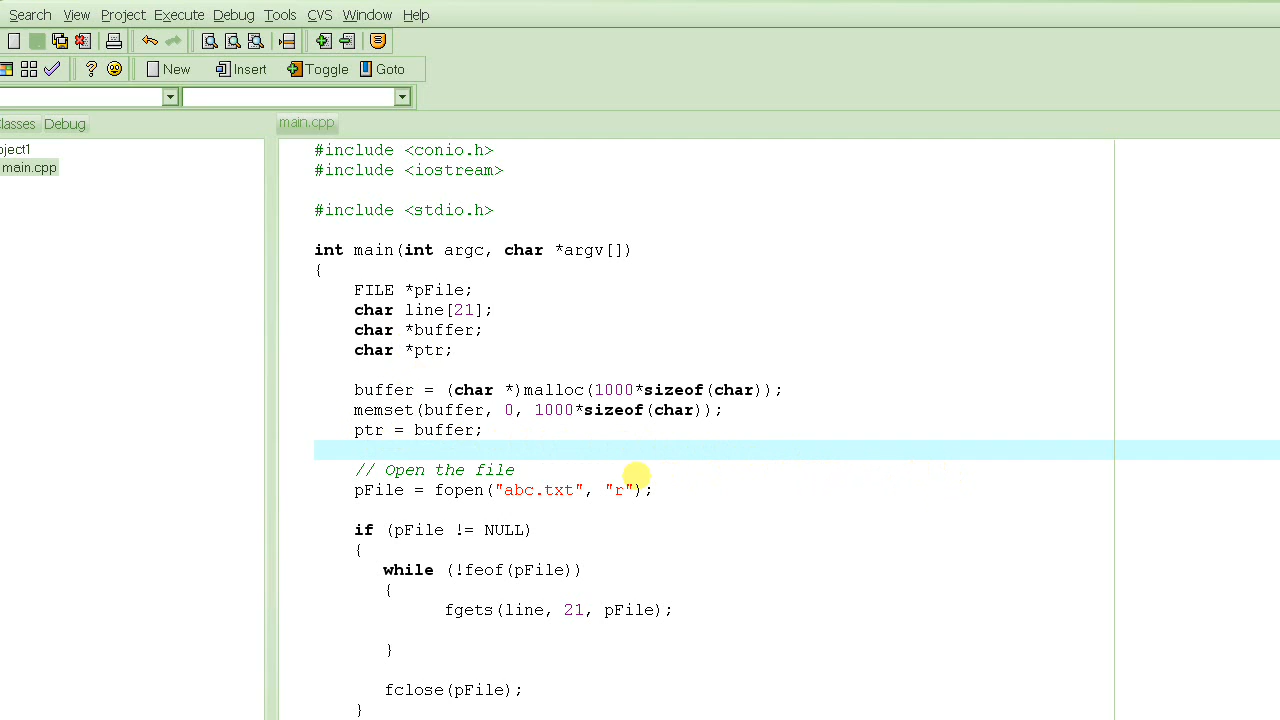 Search View Project Execute Debug Tools CVS Window Help
New Insert Toggle Goto
lasses Debug main.cpp
oject1
main.cpp
#include <conio.h>
#include <iostream>
#include <stdio.h>
int main(int argc, char *argv[])
{
FILE *pFile;
char line[21];
char *buffer;
char *ptr;
buffer = (char *)malloc(1000*sizeof(char));
memset(buffer, 0, 1000*sizeof(char));
ptr = buffer;
// Open the file
pFile = fopen("abc.txt", "r");
if (pFile != NULL)
{
while (!feof(pFile))
{
fgets(line, 21, pFile);
}
fclose(pFile);
}